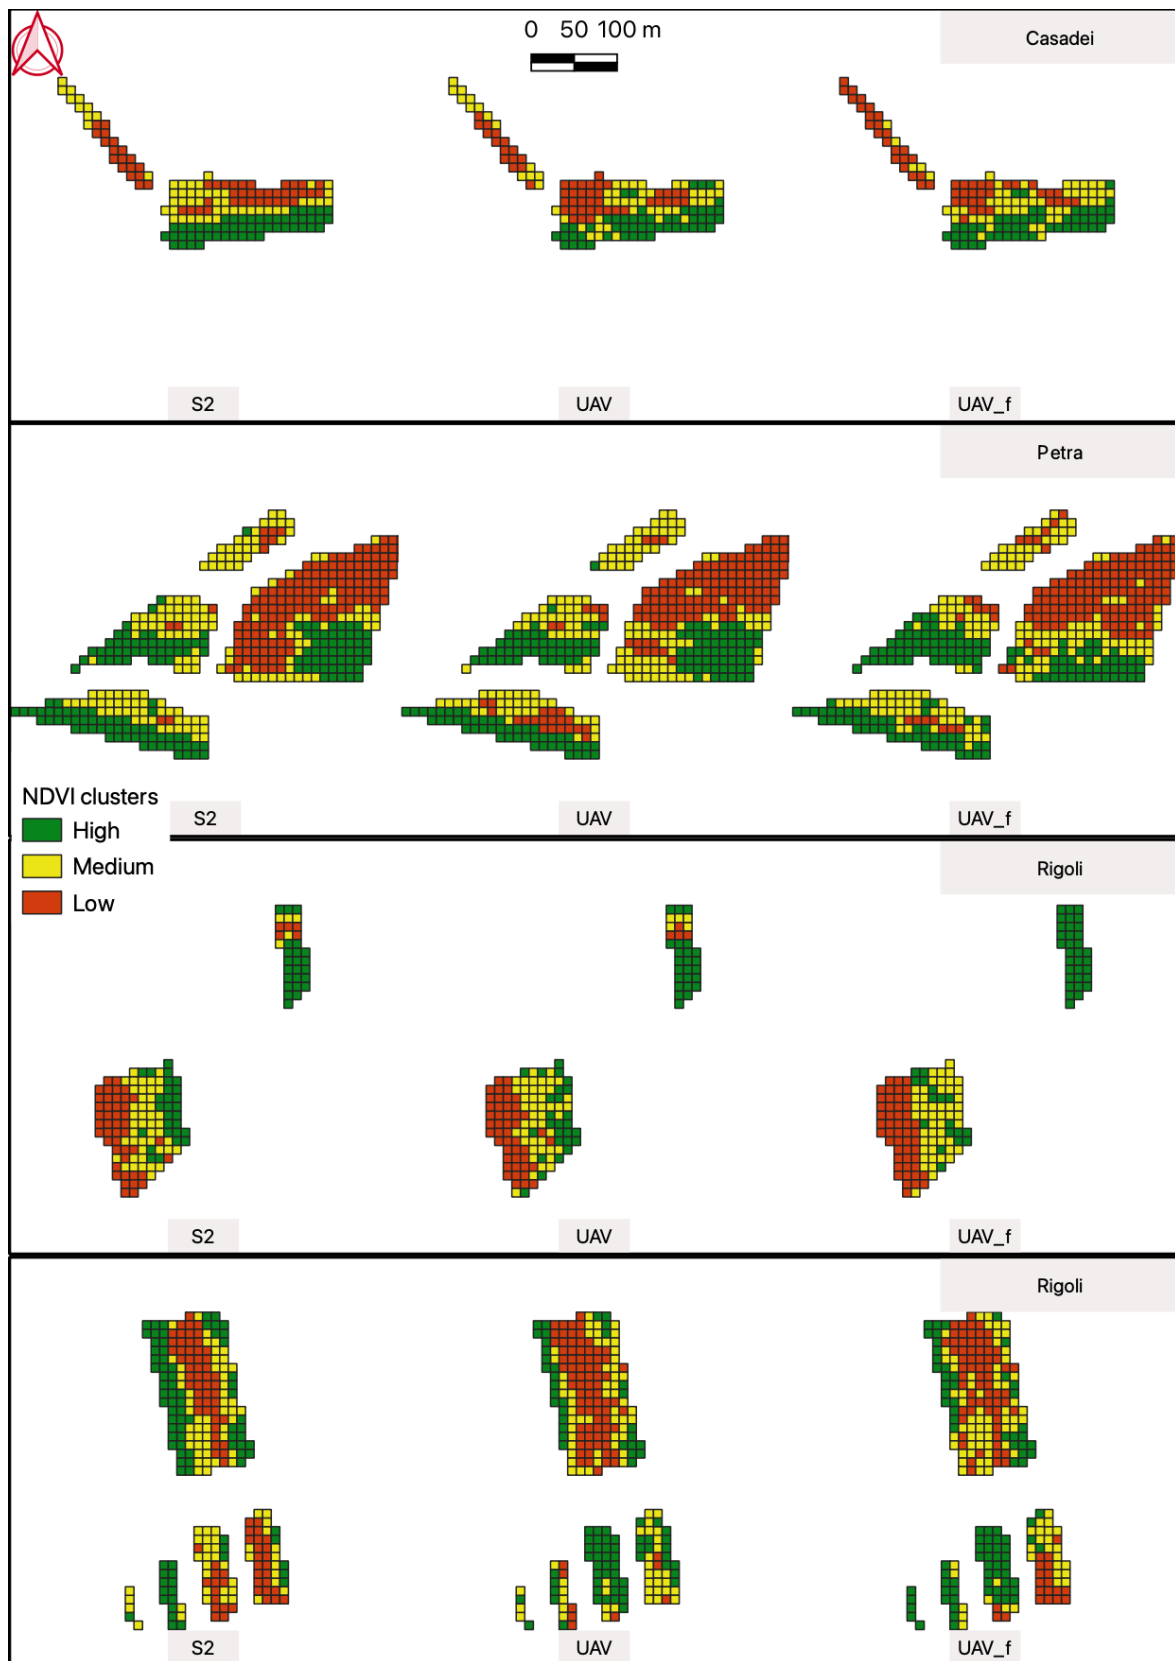 0 50 100 m
Casadei
S2 UAV UAV_f
Petra
S2 UAV UAV_f
NDVI clusters
High
Medium
Low
Rigoli
S2 UAV UAV_f
Rigoli
S2 UAV UAV_f